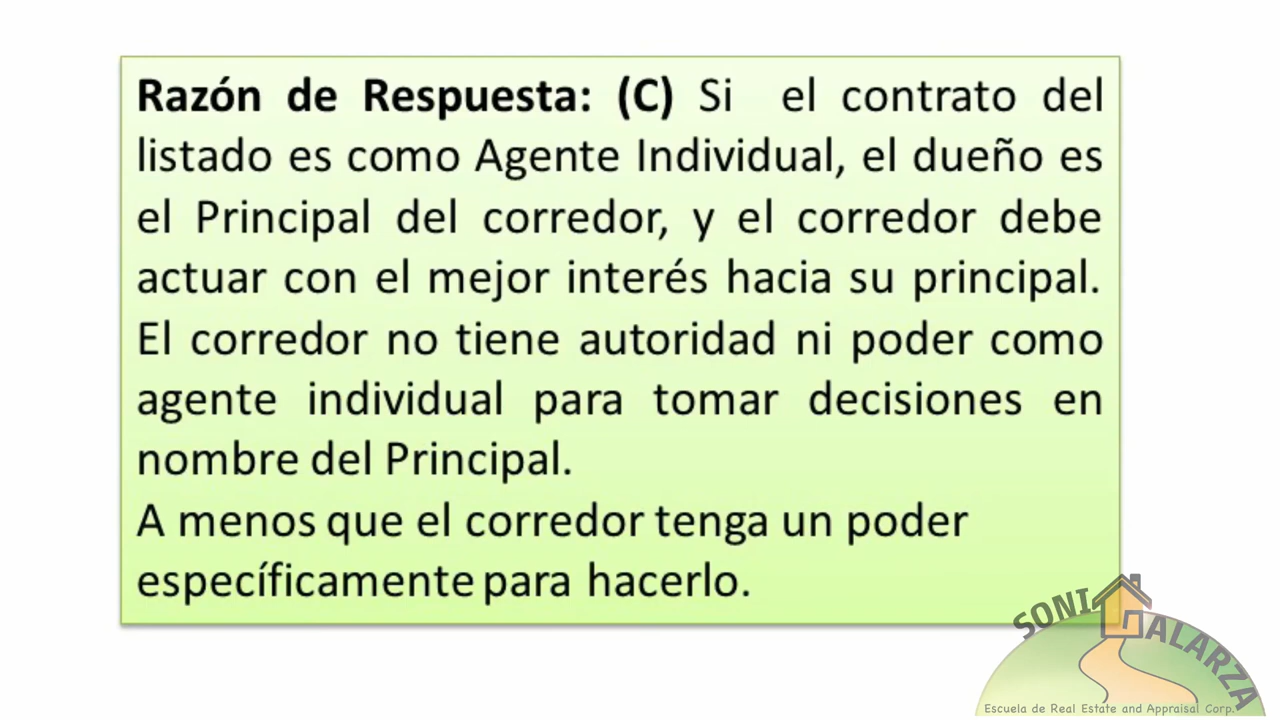 Razón de Respuesta: (C) Si el contrato del
listado es como Agente Individual, el dueño es
el Principal del corredor, y el corredor debe
actuar con el mejor interés hacia su principal.
El corredor no tiene autoridad ni poder como
agente individual para tomar decisiones en
nombre del Principal.
A menos que el corredor tenga un poder
específicamente para hacerlo.
SONI GALARZA
Escuela de Real Estate and Appraisal Corp.